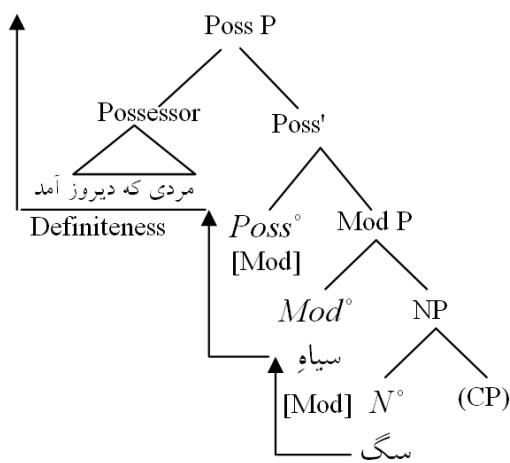 Poss P
Possessor
Poss'
مردی که دیروز آمد
Definiteness
Poss° Mod P
[Mod]
Mod° NP
سیاهِ
[Mod] N° (CP)
سگ